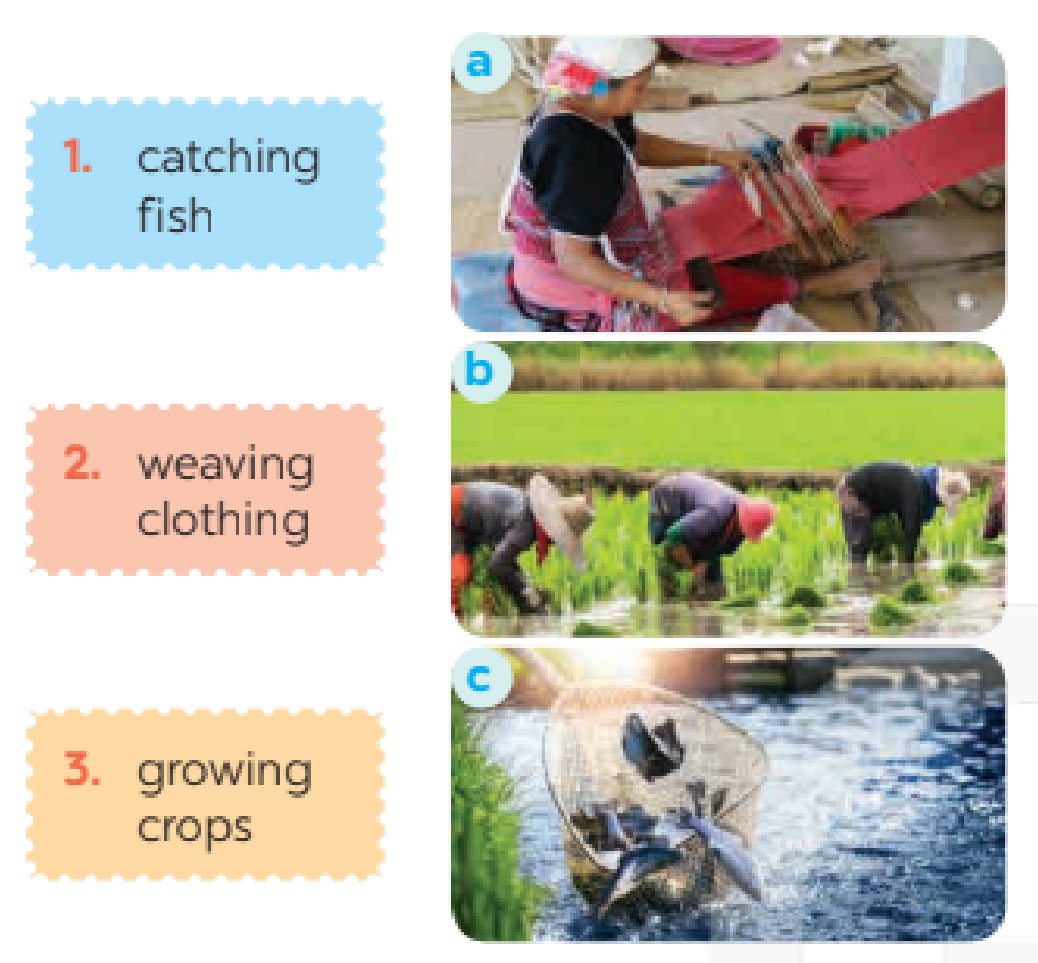 1. catching
fish
a
2. weaving
clothing
b
3. growing
crops
c